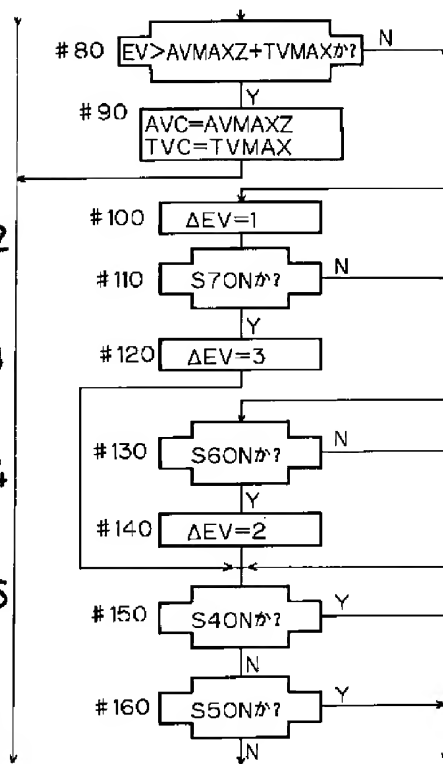 #80 EV>AVMAXZ+TVMAXか? N
Y
#90 AVC=AVMAXZ
TVC=TVMAX
#100 ΔEV=1
#110 S7ONか? N
Y
#120 ΔEV=3
#130 S6ONか? N
Y
#140 ΔEV=2
#150 S4ONか? Y
N
#160 S5ONか? Y
N